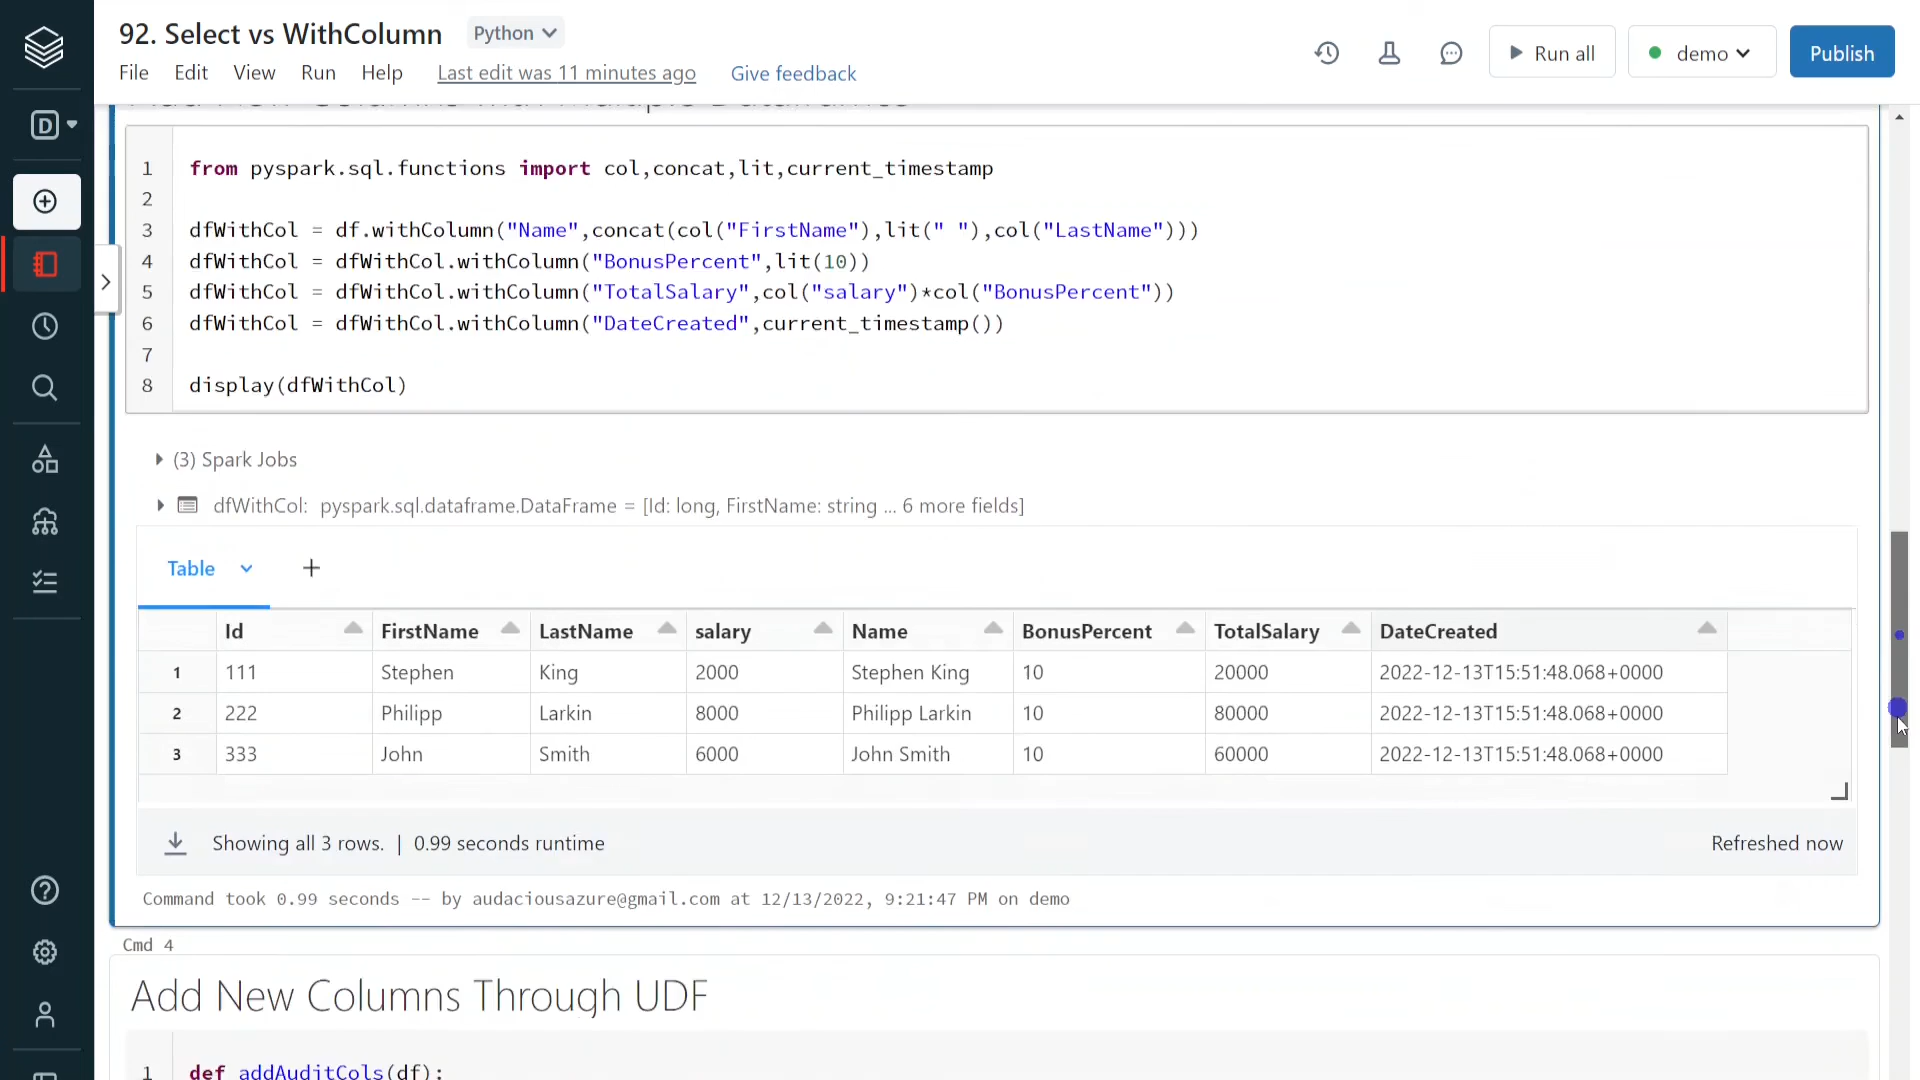 92. Select vs WithColumn
Python
File Edit View Run Help Last edit was 11 minutes ago Give feedback
Run all
demo
Publish
D
1 from pyspark.sql.functions import col,concat,lit,current_timestamp
2
3 dfWithCol = df.withColumn("Name",concat(col("FirstName"),lit(" "),col("LastName")))
4 dfWithCol = dfWithCol.withColumn("BonusPercent",lit(10))
5 dfWithCol = dfWithCol.withColumn("TotalSalary",col("salary")*col("BonusPercent"))
6 dfWithCol = dfWithCol.withColumn("DateCreated",current_timestamp())
7
8 display(dfWithCol)
(3) Spark Jobs
dfWithCol: pyspark.sql.dataframe.DataFrame = [Id: long, FirstName: string ... 6 more fields]
Table +
Id FirstName LastName salary Name BonusPercent TotalSalary DateCreated
1 111 Stephen King 2000 Stephen King 10 20000 2022-12-13T15:51:48.068+0000
2 222 Philipp Larkin 8000 Philipp Larkin 10 80000 2022-12-13T15:51:48.068+0000
3 333 John Smith 6000 John Smith 10 60000 2022-12-13T15:51:48.068+0000
Showing all 3 rows. | 0.99 seconds runtime Refreshed now
Command took 0.99 seconds -- by audaciousazure@gmail.com at 12/13/2022, 9:21:47 PM on demo
Cmd 4
Add New Columns Through UDF
1 def addAuditCols(df):